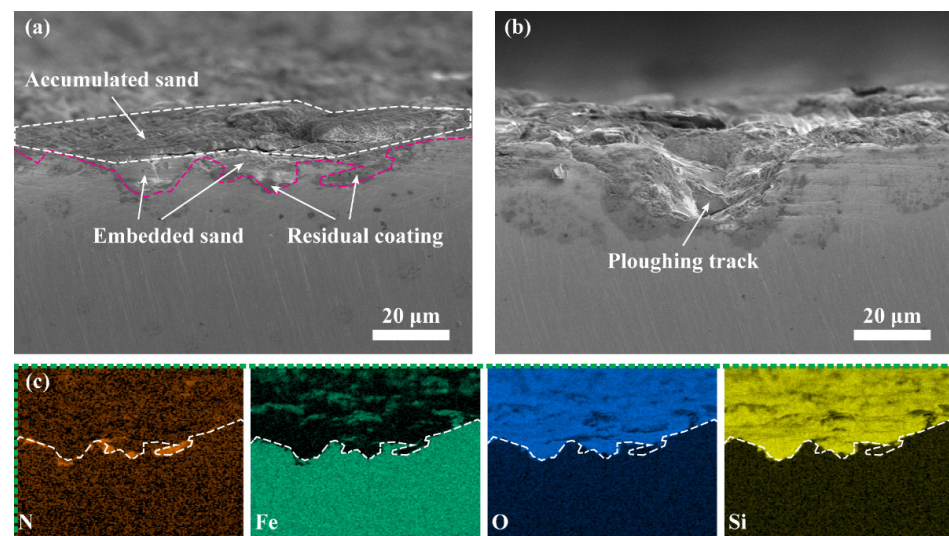 (a)
Accumulated sand
Embedded sand
Residual coating
20 μm
(b)
Ploughing track
20 μm
(c)
N
Fe
O
Si